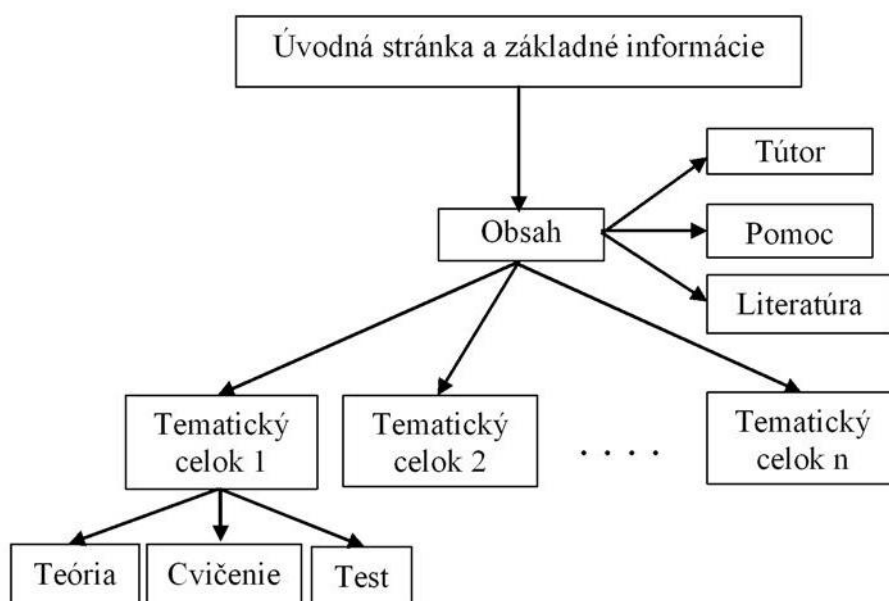 Úvodná stránka a základné informácie
Tútor
Obsah
Pomoc
Literatúra
Tematický
celok 1
Tematický
celok 2
. . . .
Tematický
celok n
Teória
Cvičenie
Test